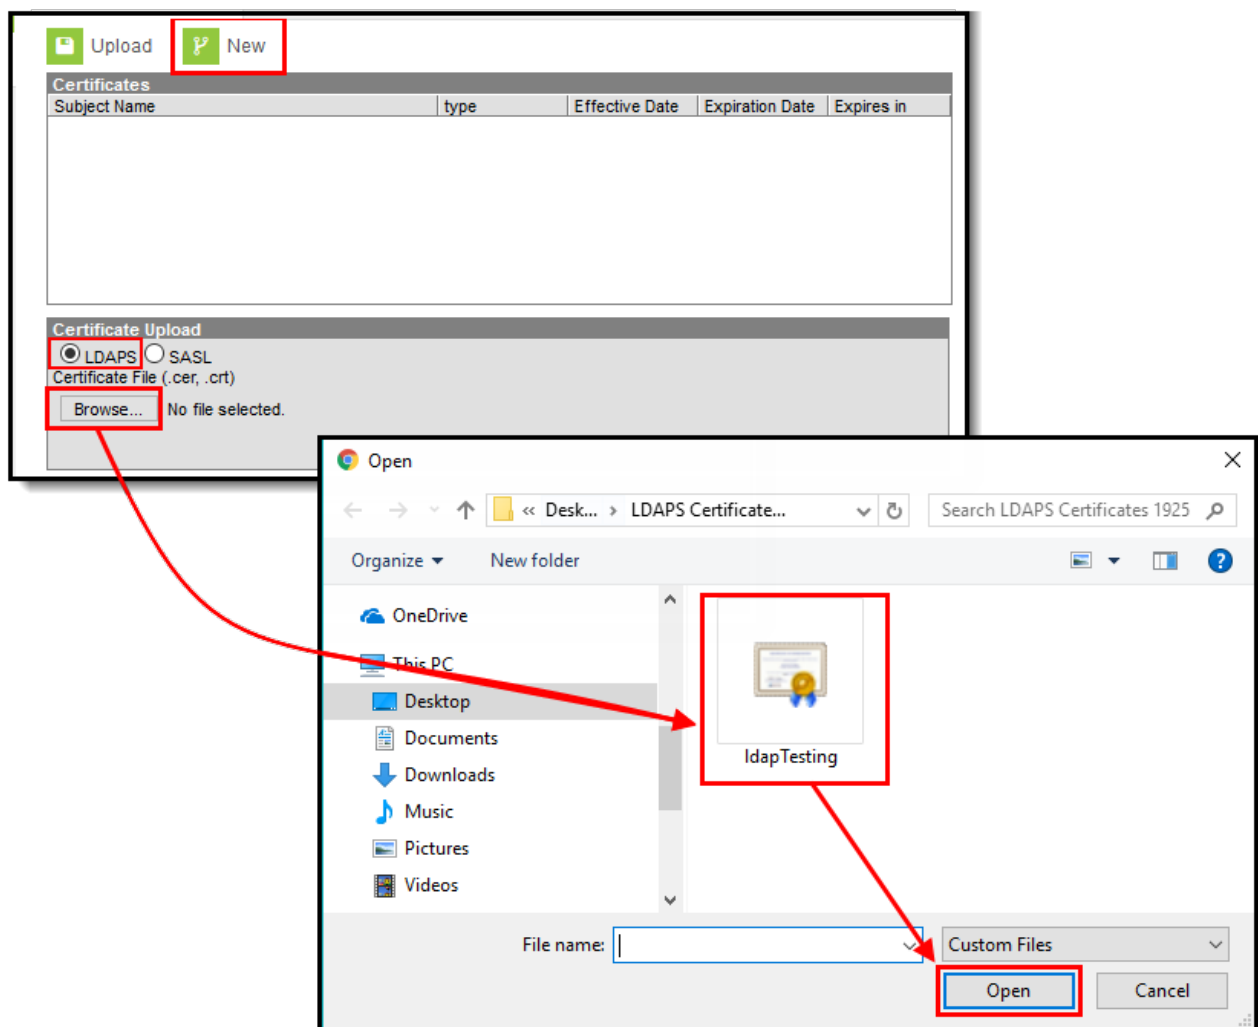 Upload New
Certificates
Subject Name type Effective Date Expiration Date Expires in
Certificate Upload
LDAPS SASL
Certificate File (.cer, .crt)
Browse... No file selected.
Open
« Desk... › LDAPS Certificate... Search LDAPS Certificates 1925
Organize New folder
OneDrive
This PC
Desktop
Documents
Downloads
Music
Pictures
Videos
ldapTesting
File name: Custom Files
Open Cancel